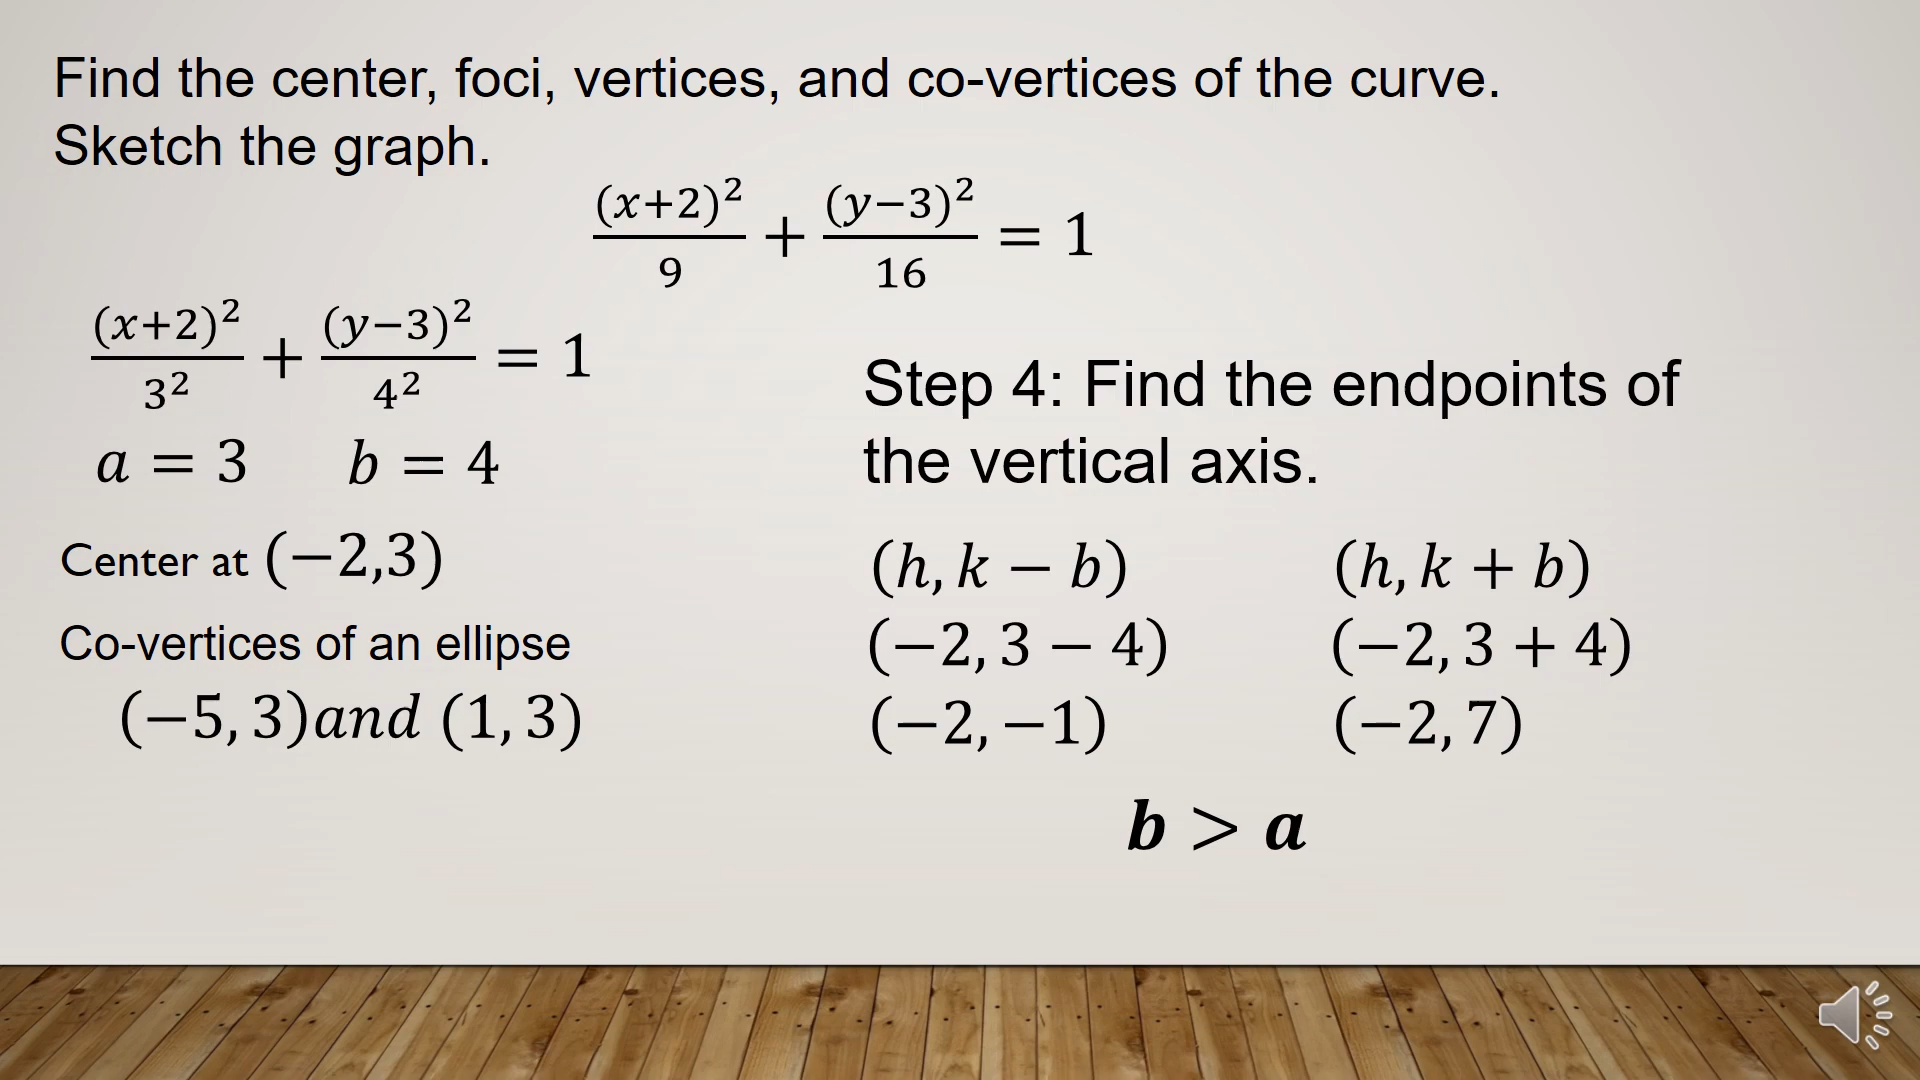 Find the center, foci, vertices, and co-vertices of the curve.
Sketch the graph.
(x+2)²/9 + (y−3)²/16 = 1
(x+2)²/3² + (y−3)²/4² = 1
a = 3 b = 4
Center at (−2,3)
Co-vertices of an ellipse
(−5, 3)and (1, 3)
Step 4: Find the endpoints of
the vertical axis.
(h, k − b) (h, k + b)
(−2, 3 − 4) (−2, 3 + 4)
(−2, −1) (−2, 7)
b > a